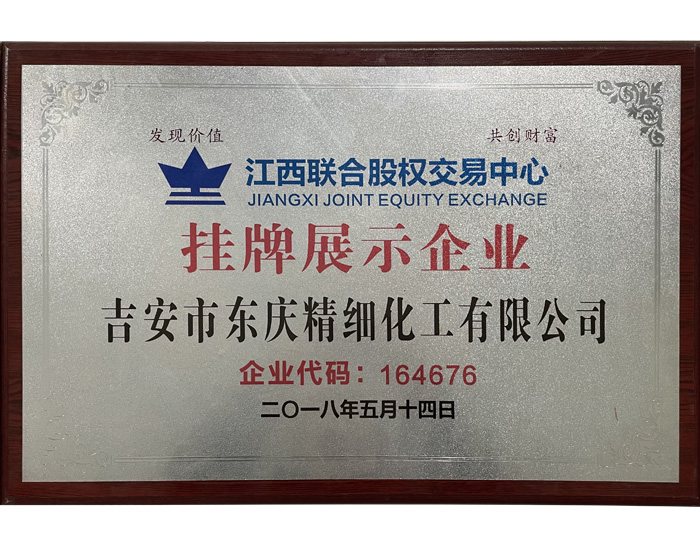 发现价值 共创财富
江西联合股权交易中心
JIANGXI JOINT EQUITY EXCHANGE
挂牌展示企业
吉安市东庆精细化工有限公司
企业代码：164676
二〇一八年五月十四日